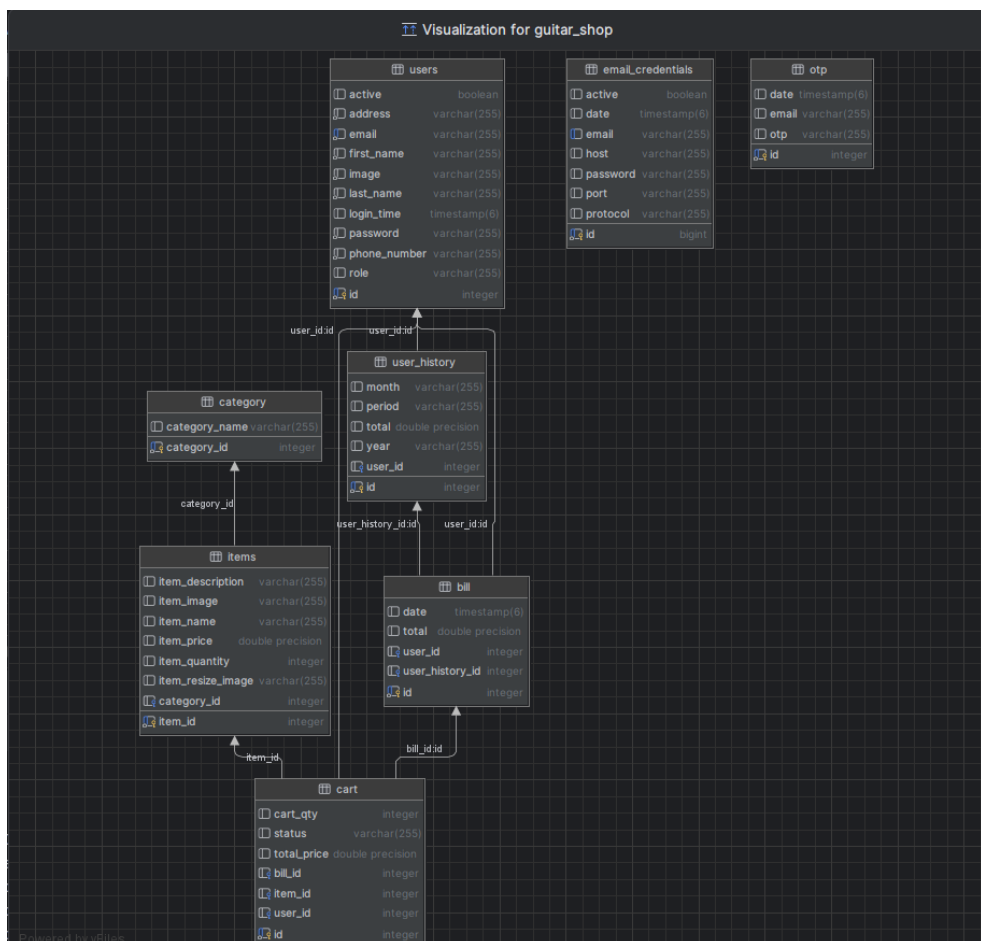 Visualization for guitar_shop
users
active boolean
address varchar(255)
email varchar(255)
first_name varchar(255)
image varchar(255)
last_name varchar(255)
login_time timestamp(6)
password varchar(255)
phone_number varchar(255)
role varchar(255)
id integer
email_credentials
active boolean
date timestamp(6)
email varchar(255)
host varchar(255)
password varchar(255)
port varchar(255)
protocol varchar(255)
id bigint
otp
date timestamp(6)
email varchar(255)
otp varchar(255)
id integer
user_id:id
user_id:id
user_history
month varchar(255)
period varchar(255)
total double precision
year varchar(255)
user_id integer
id integer
category
category_name varchar(255)
category_id integer
category_id
user_history_id:id
user_id:id
items
item_description varchar(255)
item_image varchar(255)
item_name varchar(255)
item_price double precision
item_quantity integer
item_resize_image varchar(255)
category_id integer
item_id integer
bill
date timestamp(6)
total double precision
user_id integer
user_history_id integer
id integer
item_id
bill_id:id
cart
cart_qty integer
status varchar(255)
total_price double precision
bill_id integer
item_id integer
user_id integer
id integer
Powered by yFiles